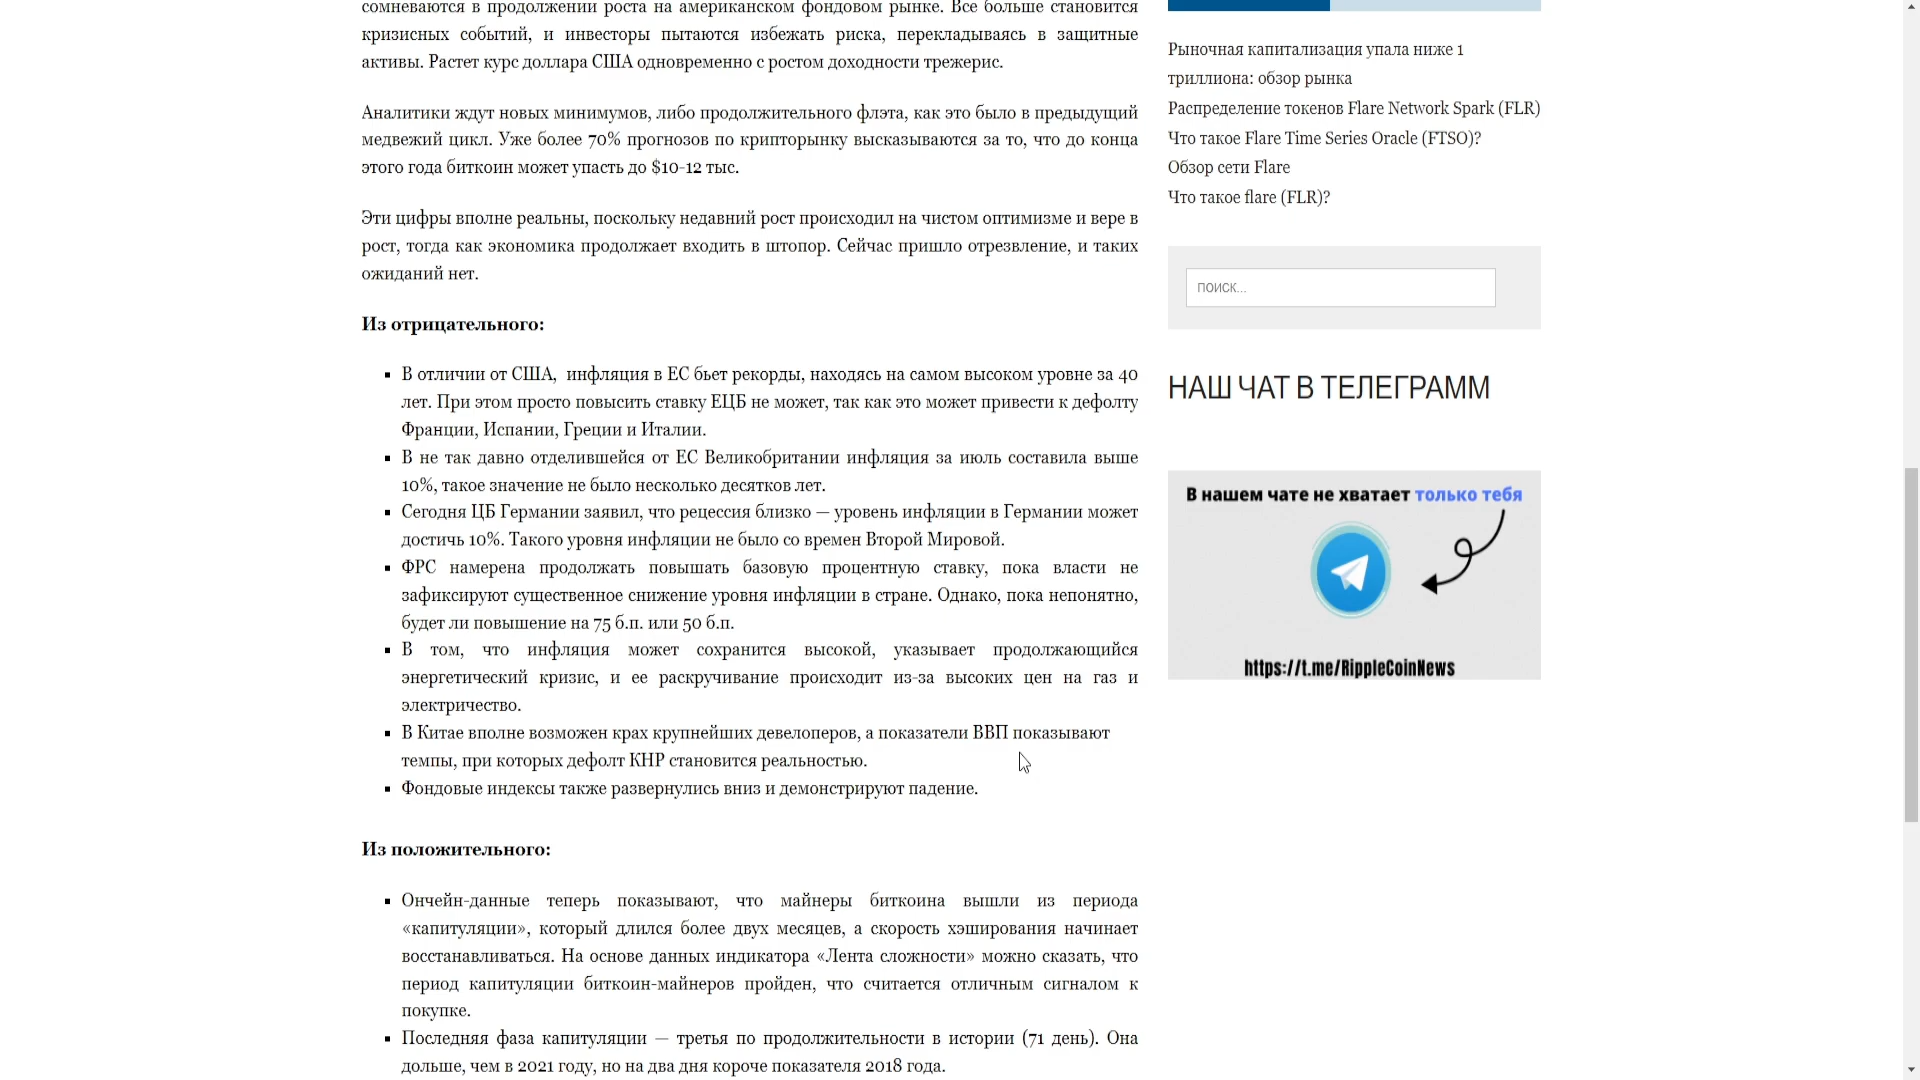 сомневаются в продолжении роста на американском фондовом рынке. Все больше становится
кризисных событий, и инвесторы пытаются избежать риска, перекладываясь в защитные
активы. Растет курс доллара США одновременно с ростом доходности трежерис.
Аналитики ждут новых минимумов, либо продолжительного флэта, как это было в предыдущий
медвежий цикл. Уже более 70% прогнозов по крипторынку высказываются за то, что до конца
этого года биткоин может упасть до $10-12 тыс.
Эти цифры вполне реальны, поскольку недавний рост происходил на чистом оптимизме и вере в
рост, тогда как экономика продолжает входить в штопор. Сейчас пришло отрезвление, и таких
ожиданий нет.
Из отрицательного:
В отличии от США,  инфляция в ЕС бьет рекорды, находясь на самом высоком уровне за 40
лет. При этом просто повысить ставку ЕЦБ не может, так как это может привести к дефолту
Франции, Испании, Греции и Италии.
В не так давно отделившейся от ЕС Великобритании инфляция за июль составила выше
10%, такое значение не было несколько десятков лет.
Сегодня ЦБ Германии заявил, что рецессия близко — уровень инфляции в Германии может
достичь 10%. Такого уровня инфляции не было со времен Второй Мировой.
ФРС намерена продолжать повышать базовую процентную ставку, пока власти не
зафиксируют существенное снижение уровня инфляции в стране. Однако, пока непонятно,
будет ли повышение на 75 б.п. или 50 б.п.
В том, что инфляция может сохранится высокой, указывает продолжающийся
энергетический кризис, и ее раскручивание происходит из-за высоких цен на газ и
электричество.
В Китае вполне возможен крах крупнейших девелоперов, а показатели ВВП показывают
темпы, при которых дефолт КНР становится реальностью.
Фондовые индексы также развернулись вниз и демонстрируют падение.
Из положительного:
Ончейн-данные теперь показывают, что майнеры биткоина вышли из периода
«капитуляции», который длился более двух месяцев, а скорость хэширования начинает
восстанавливаться. На основе данных индикатора «Лента сложности» можно сказать, что
период капитуляции биткоин-майнеров пройден, что считается отличным сигналом к
покупке.
Последняя фаза капитуляции — третья по продолжительности в истории (71 день). Она
дольше, чем в 2021 году, но на два дня короче показателя 2018 года.
Рыночная капитализация упала ниже 1
триллиона: обзор рынка
Распределение токенов Flare Network Spark (FLR)
Что такое Flare Time Series Oracle (FTSO)?
Обзор сети Flare
Что такое flare (FLR)?
поиск...
НАШ ЧАТ В ТЕЛЕГРАММ
В нашем чате не хватает только тебя
https://t.me/RippleCoinNews